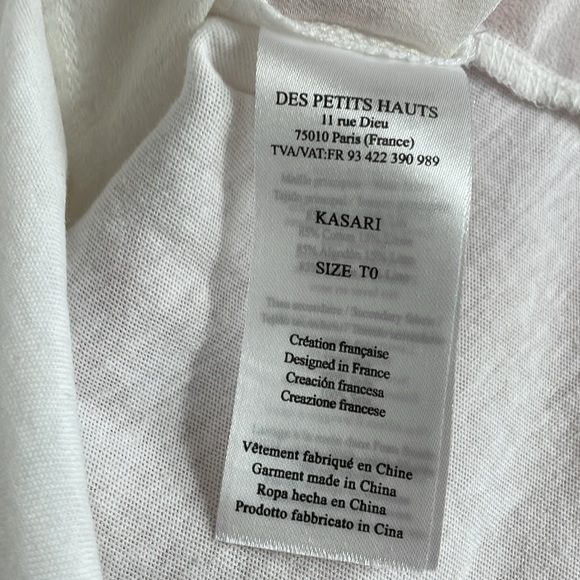 DES PETITS HAUTS
11 rue Dieu
75010 Paris (France)
TVA/VAT:FR 93 422 390 989
KASARI
SIZE T0
Création française
Designed in France
Creación francesa
Creazione francese
Vêtement fabriqué en Chine
Garment made in China
Ropa hecha en China
Prodotto fabbricato in Cina